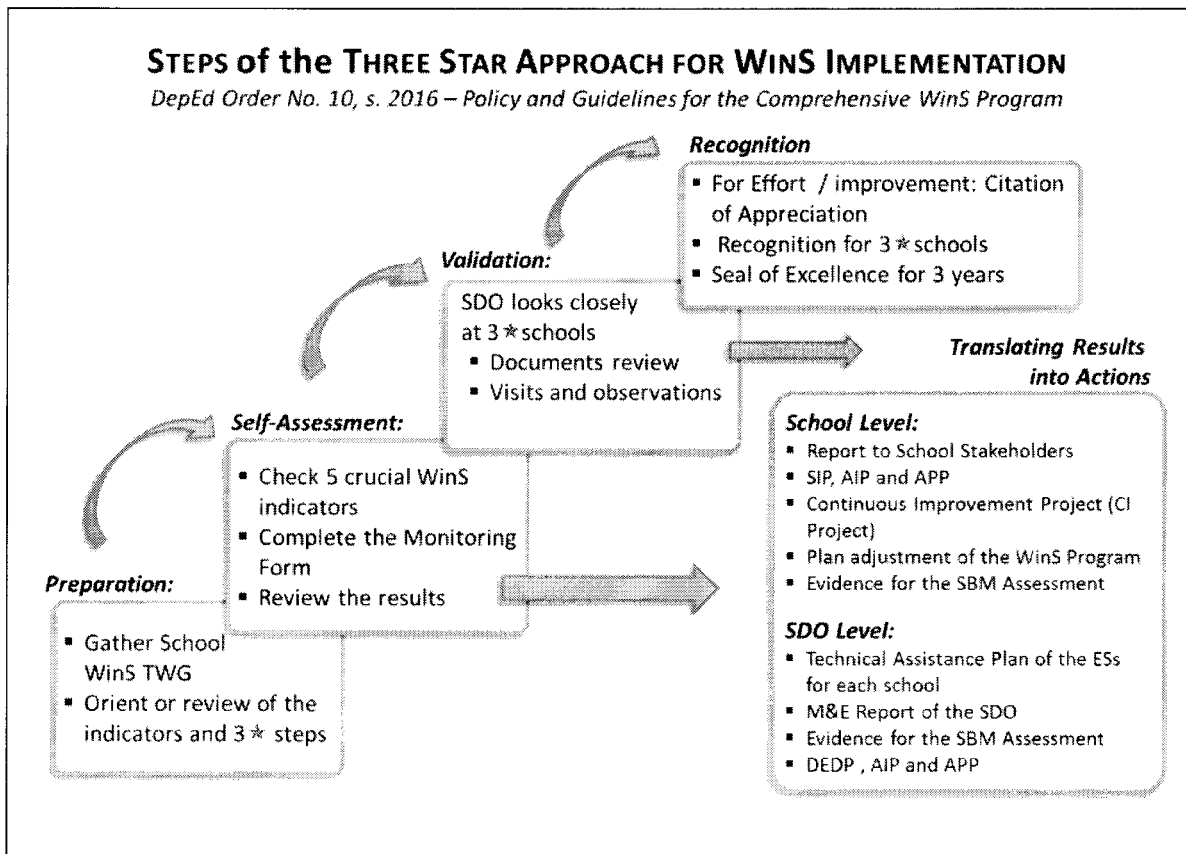 STEPS of the THREE STAR APPROACH FOR WINS IMPLEMENTATION
DepEd Order No. 10, s. 2016 – Policy and Guidelines for the Comprehensive WinS Program
Recognition
▪ For Effort / improvement: Citation
of Appreciation
▪ Recognition for 3★schools
▪ Seal of Excellence for 3 years
Validation:
SDO looks closely
at 3★schools
▪ Documents review
▪ Visits and observations
Translating Results
into Actions
Self-Assessment:
▪ Check 5 crucial WinS
indicators
▪ Complete the Monitoring
Form
▪ Review the results
Preparation:
▪ Gather School
WinS TWG
▪ Orient or review of the
indicators and 3★ steps
School Level:
▪ Report to School Stakeholders
▪ SIP, AIP and APP
▪ Continuous Improvement Project (CI
Project)
▪ Plan adjustment of the WinS Program
▪ Evidence for the SBM Assessment
SDO Level:
▪ Technical Assistance Plan of the ESs
for each school
▪ M&E Report of the SDO
▪ Evidence for the SBM Assessment
▪ DEDP , AIP and APP